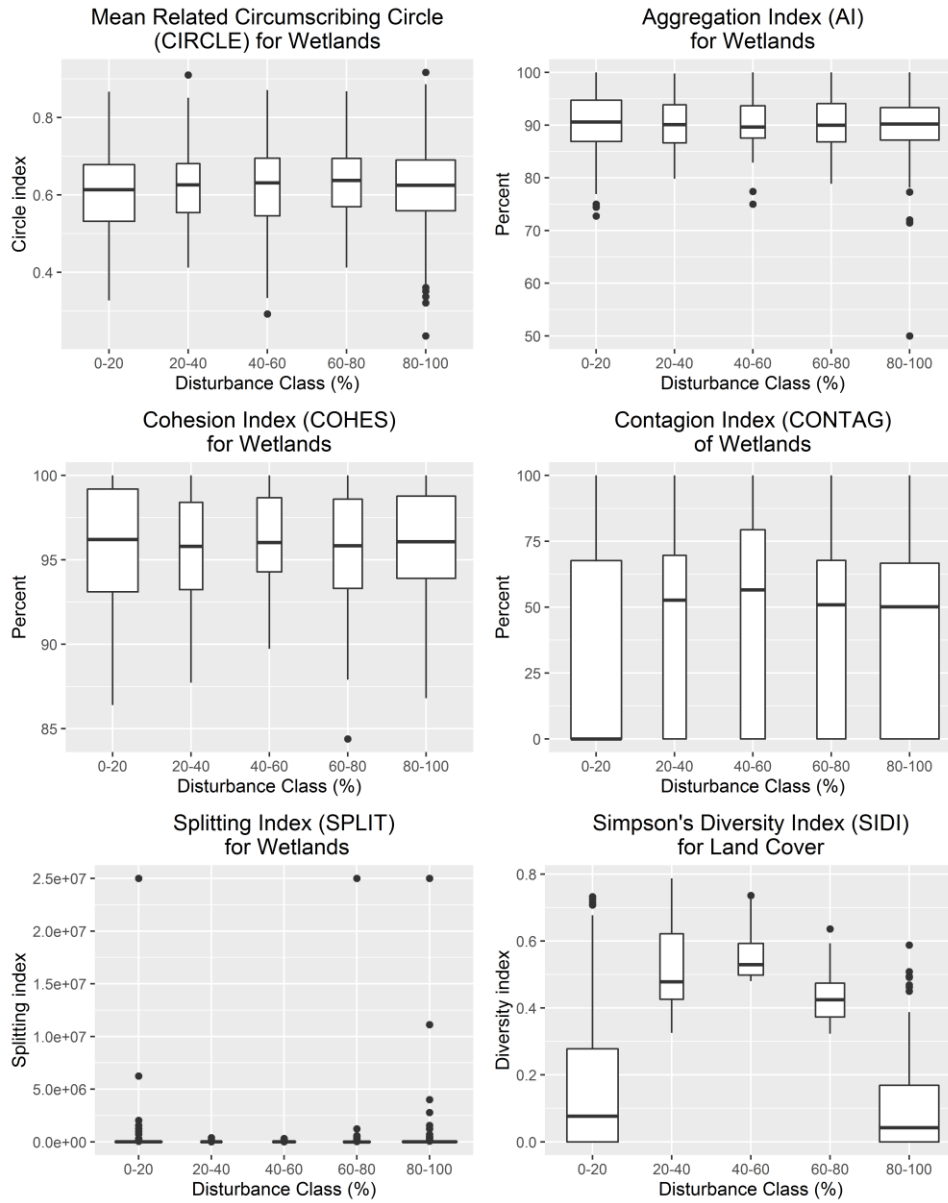 Mean Related Circumscribing Circle
(CIRCLE) for Wetlands
Circle index
0.8
0.6
0.4
0-20 20-40 40-60 60-80 80-100
Disturbance Class (%)
Aggregation Index (AI)
for Wetlands
Percent
100
90
80
70
60
50
0-20 20-40 40-60 60-80 80-100
Disturbance Class (%)
Cohesion Index (COHES)
for Wetlands
Percent
100
95
90
85
0-20 20-40 40-60 60-80 80-100
Disturbance Class (%)
Contagion Index (CONTAG)
of Wetlands
Percent
100
75
50
25
0
0-20 20-40 40-60 60-80 80-100
Disturbance Class (%)
Splitting Index (SPLIT)
for Wetlands
Splitting index
2.5e+07
2.0e+07
1.5e+07
1.0e+07
5.0e+06
0.0e+00
0-20 20-40 40-60 60-80 80-100
Disturbance Class (%)
Simpson's Diversity Index (SIDI)
for Land Cover
Diversity index
0.8
0.6
0.4
0.2
0.0
0-20 20-40 40-60 60-80 80-100
Disturbance Class (%)